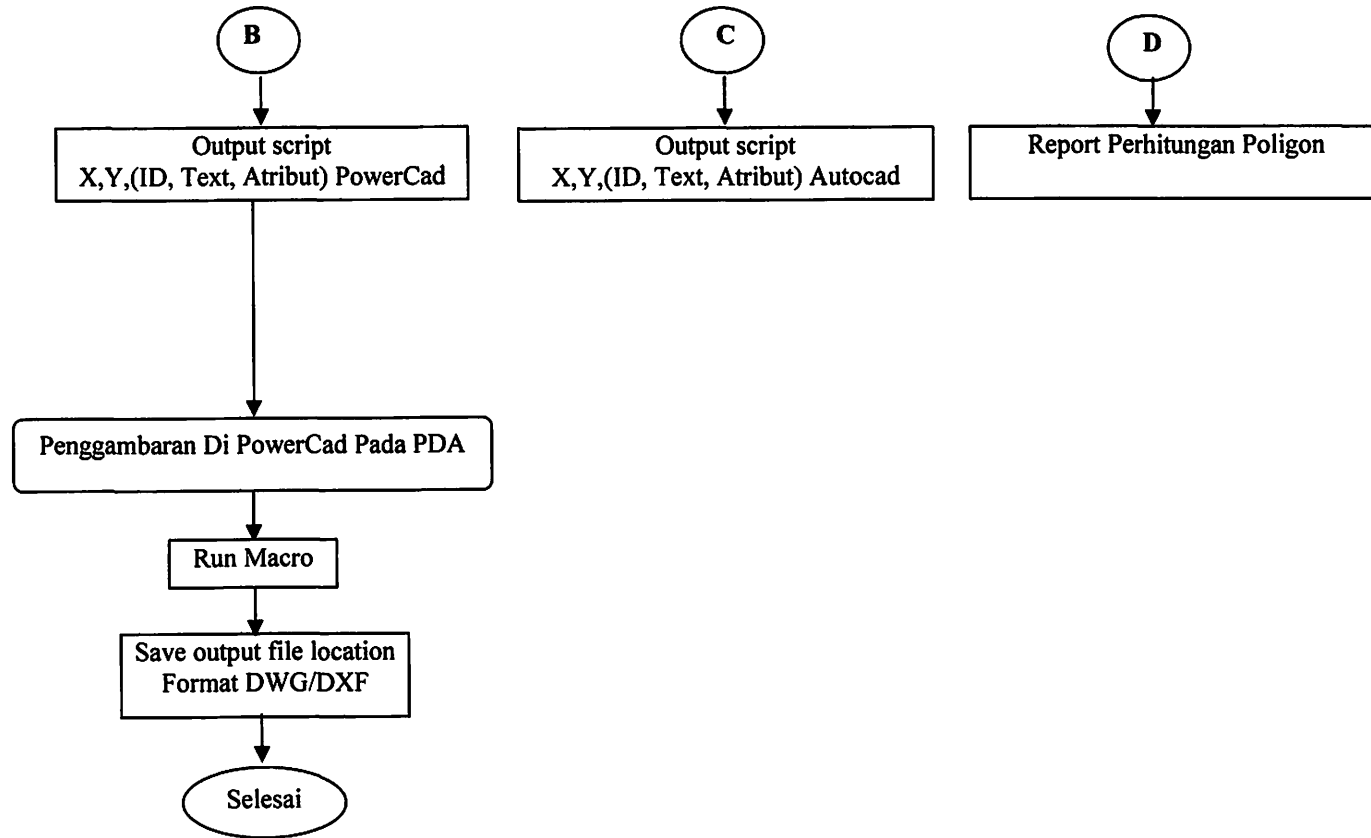 B
C
D
Output script
X,Y,(ID, Text, Atribut) PowerCad
Output script
X,Y,(ID, Text, Atribut) Autocad
Report Perhitungan Poligon
Penggambaran Di PowerCad Pada PDA
Run Macro
Save output file location
Format DWG/DXF
Selesai